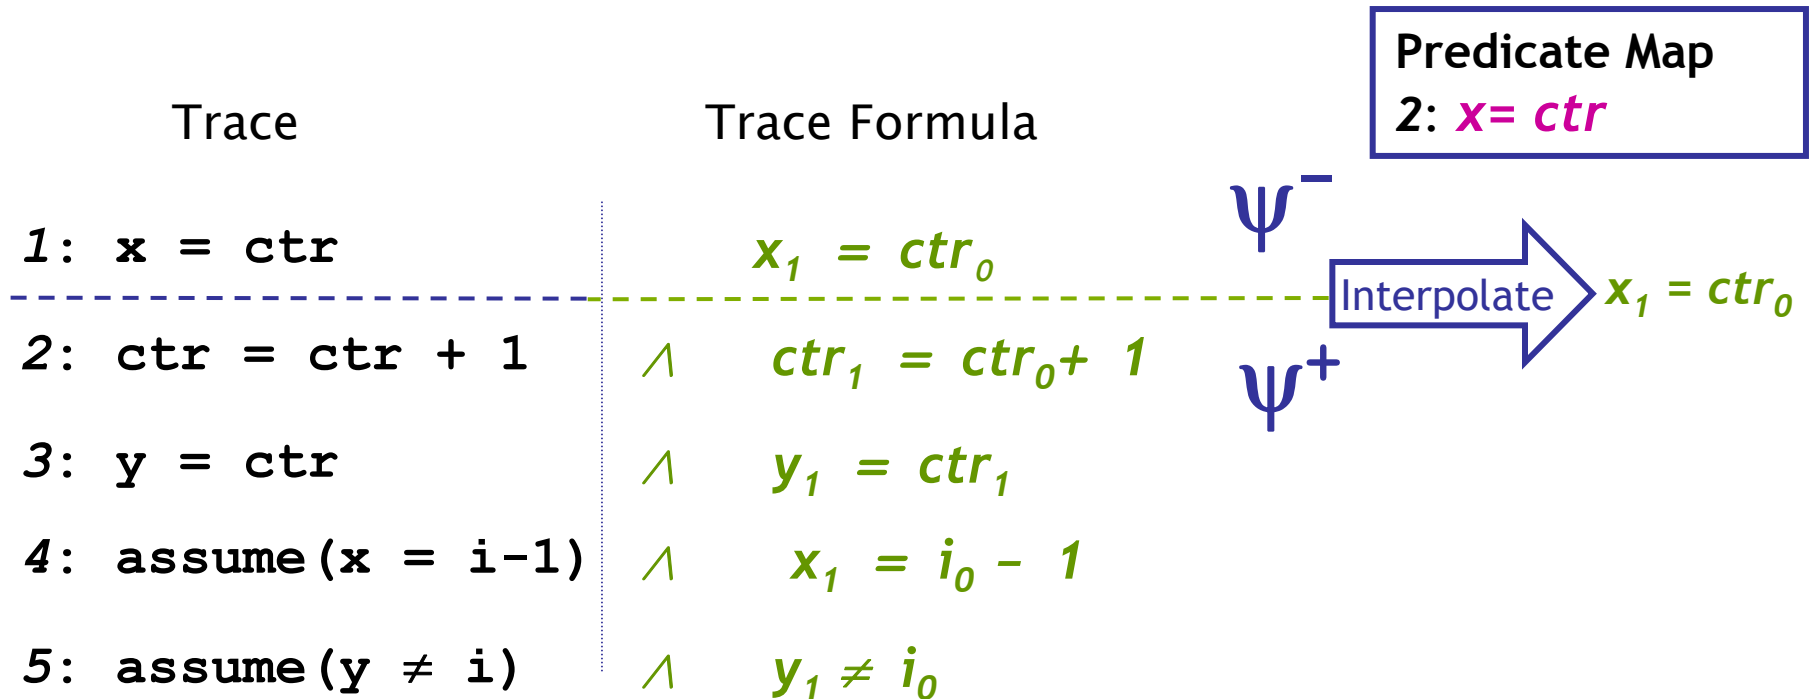 Predicate Map
2: x= ctr
Trace
Trace Formula
ψ⁻
1: x = ctr
x₁ = ctr₀
Interpolate
x₁ = ctr₀
2: ctr = ctr + 1
∧ ctr₁ = ctr₀+ 1
ψ⁺
3: y = ctr
∧ y₁ = ctr₁
4: assume(x = i-1)
∧ x₁ = i₀ - 1
5: assume(y ≠ i)
∧ y₁ ≠ i₀